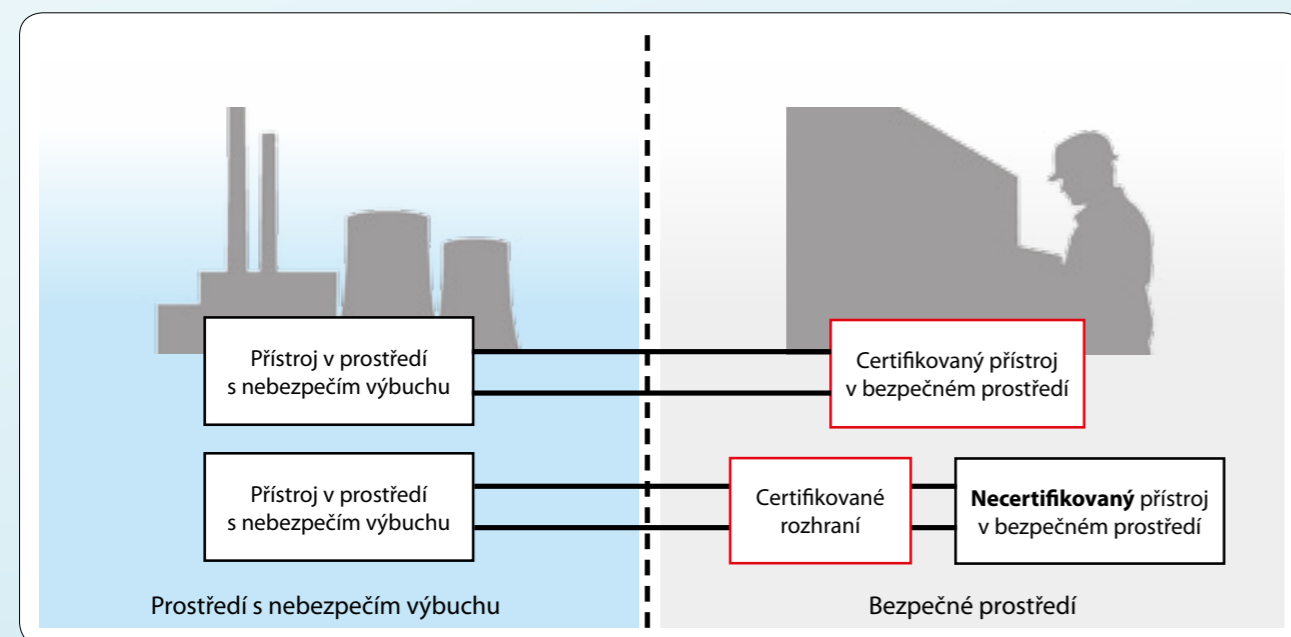 Přístroj v prostředí
s nebezpečím výbuchu
Certifikovaný přístroj
v bezpečném prostředí
Přístroj v prostředí
s nebezpečím výbuchu
Certifikované
rozhraní
Necertifikovaný přístroj
v bezpečném prostředí
Prostředí s nebezpečím výbuchu
Bezpečné prostředí